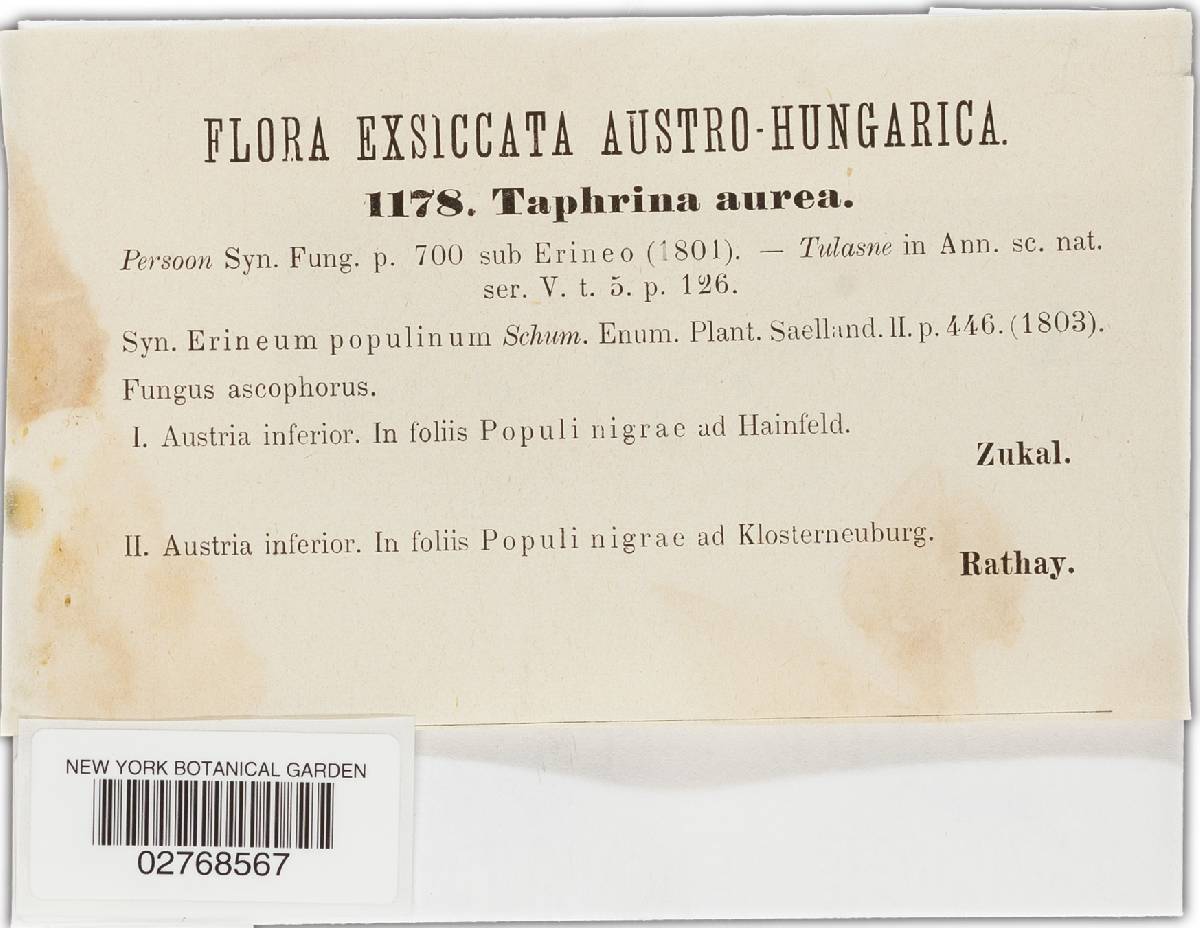 FLORA EXSICCATA AUSTRO-HUNGARICA.
1178. Taphrina aurea.
Persoon Syn. Fung. p. 700 sub Erineo (1801). — Tulasne in Ann. sc. nat.
ser. V. t. 5. p. 126.
Syn. Erineum populinum Schum. Enum. Plant. Saelland. II. p. 446. (1803).
Fungus ascophorus.
I. Austria inferior. In foliis Populi nigrae ad Hainfeld.
Zukal.
II. Austria inferior. In foliis Populi nigrae ad Klosterneuburg.
Rathay.
NEW YORK BOTANICAL GARDEN
02768567